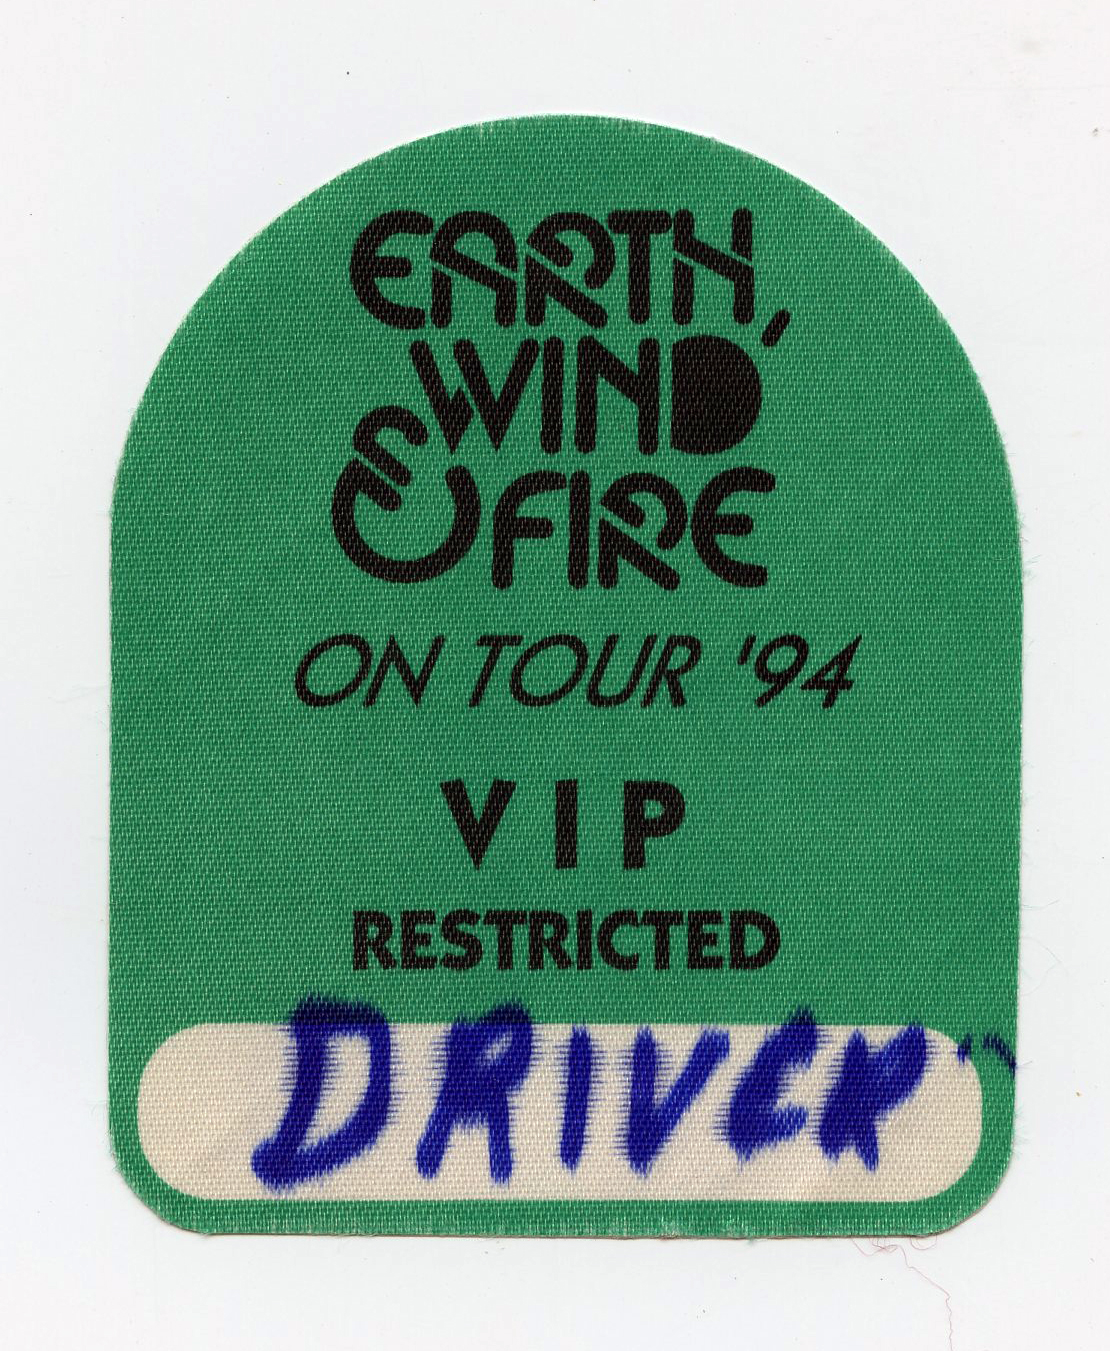 EARTH,
WIND
& FIRE
ON TOUR '94
VIP
RESTRICTED
DRIVER